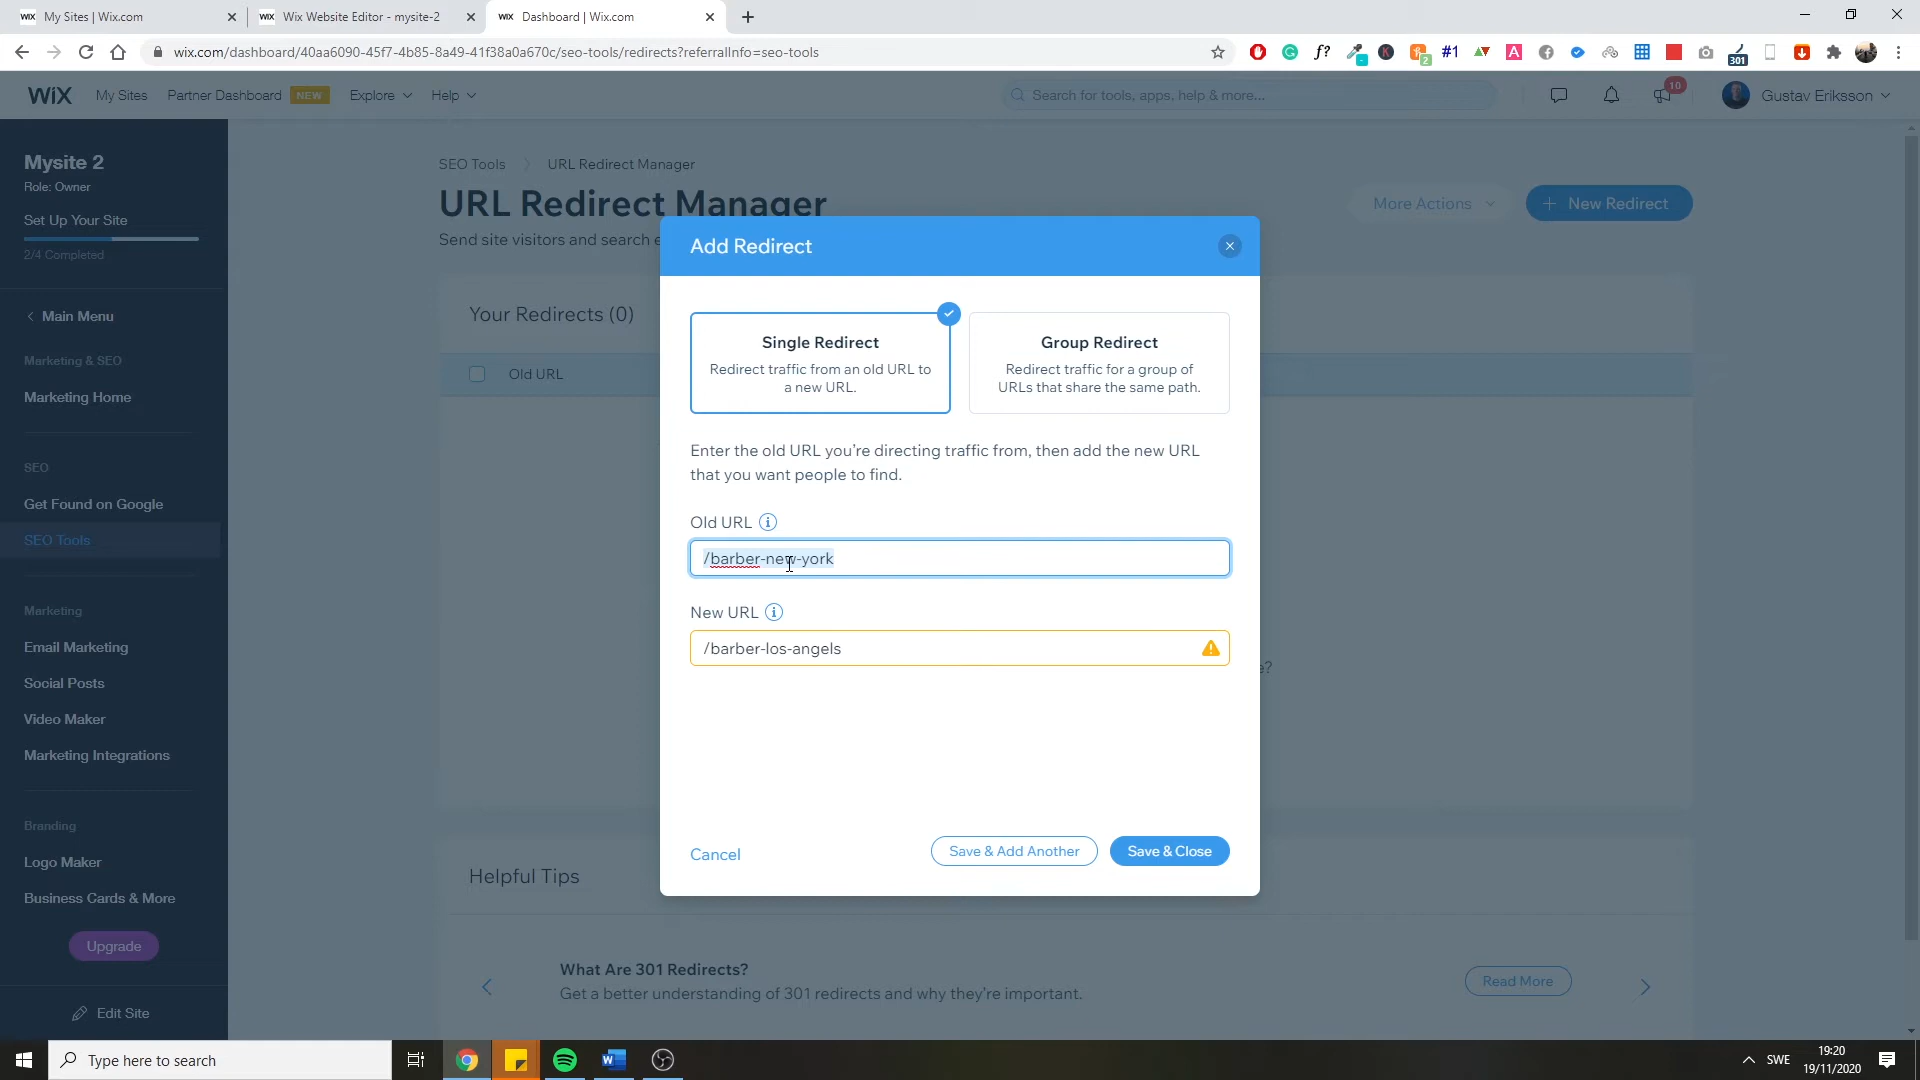 WiX My Sites | Wix.com
WiX Wix Website Editor - mysite-2
WiX Dashboard | Wix.com
wix.com/dashboard/40aa6090-45f7-4b85-8a49-41f38a0a670c/seo-tools/redirects?referralInfo=seo-tools
f?
K
2
#1
A
301
WiX
My Sites
Partner Dashboard
NEW
Explore
Help
Search for tools, apps, help & more...
10
Gustav Eriksson
Mysite 2
Role: Owner
Set Up Your Site
2/4 Completed
Main Menu
Marketing & SEO
Marketing Home
SEO
Get Found on Google
SEO Tools
Marketing
Email Marketing
Social Posts
Video Maker
Marketing Integrations
Branding
Logo Maker
Business Cards & More
Upgrade
Edit Site
SEO Tools
URL Redirect Manager
URL Redirect Manager
Send site visitors and search e
More Actions
+ New Redirect
Your Redirects (0)
Old URL
e?
Add Redirect
Single Redirect
Redirect traffic from an old URL to
a new URL.
Group Redirect
Redirect traffic for a group of
URLs that share the same path.
Enter the old URL you're directing traffic from, then add the new URL
that you want people to find.
Old URL
/barber-new-york
New URL
/barber-los-angels
Cancel
Save & Add Another
Save & Close
Helpful Tips
What Are 301 Redirects?
Get a better understanding of 301 redirects and why they're important.
Read More
Type here to search
SWE
19:20
19/11/2020